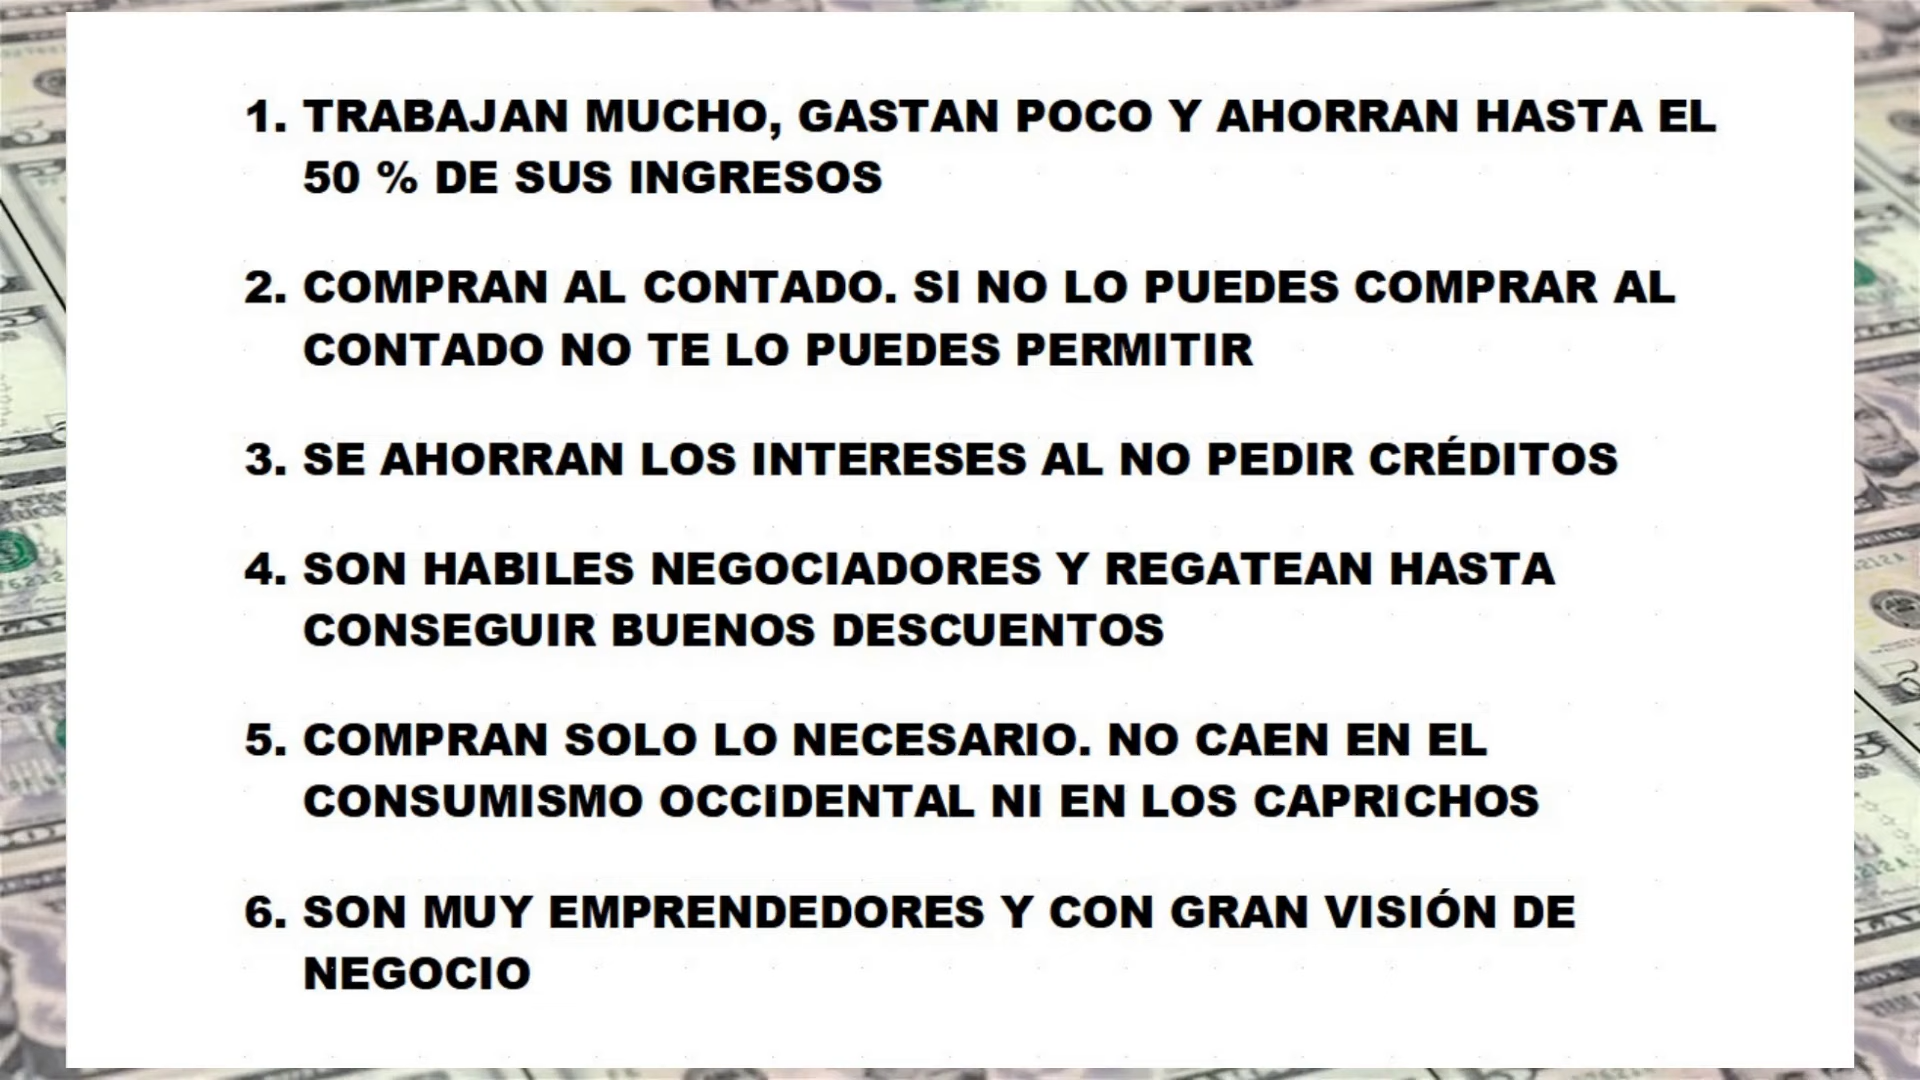 1. TRABAJAN MUCHO, GASTAN POCO Y AHORRAN HASTA EL
50 % DE SUS INGRESOS
2. COMPRAN AL CONTADO. SI NO LO PUEDES COMPRAR AL
CONTADO NO TE LO PUEDES PERMITIR
3. SE AHORRAN LOS INTERESES AL NO PEDIR CRÉDITOS
4. SON HABILES NEGOCIADORES Y REGATEAN HASTA
CONSEGUIR BUENOS DESCUENTOS
5. COMPRAN SOLO LO NECESARIO. NO CAEN EN EL
CONSUMISMO OCCIDENTAL NI EN LOS CAPRICHOS
6. SON MUY EMPRENDEDORES Y CON GRAN VISIÓN DE
NEGOCIO